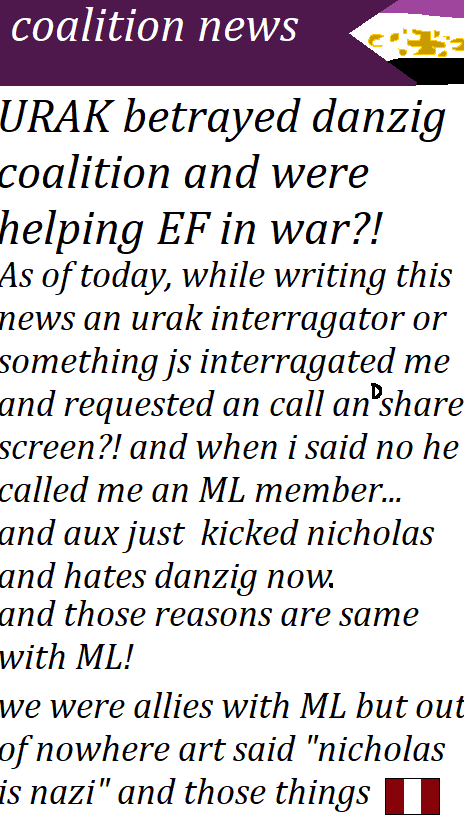 coalition news
URAK betrayed danzig
coalition and were
helping EF in war?!
As of today, while writing this
news an urak interragator or
something js interragated me
and requested an call anD share
screen?! and when i said no he
called me an ML member...
and aux just kicked nicholas
and hates danzig now.
and those reasons are same
with ML!
we were allies with ML but out
of nowhere art said "nicholas
is nazi" and those things